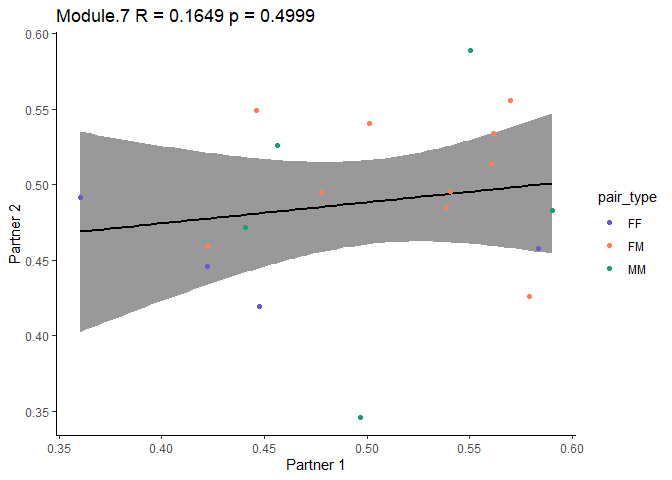 Module.7 R = 0.1649 p = 0.4999
0.60
0.55
0.50
0.45
0.40
0.35
Partner 2
0.35 0.40 0.45 0.50 0.55 0.60
Partner 1
pair_type
FF
FM
MM